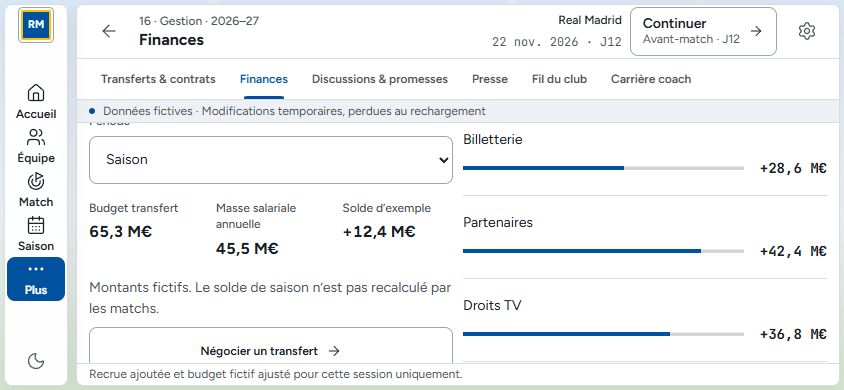 RM
16 · Gestion · 2026–27
Finances
Real Madrid
22 nov. 2026 · J12
Continuer
Avant-match · J12
Transferts & contrats
Finances
Discussions & promesses
Presse
Fil du club
Carrière coach
Données fictives · Modifications temporaires, perdues au rechargement
Accueil
Équipe
Match
Saison
Plus
Période
Saison
Budget transfert
65,3 M€
Masse salariale
annuelle
45,5 M€
Solde d'exemple
+12,4 M€
Montants fictifs. Le solde de saison n'est pas recalculé par
les matchs.
Négocier un transfert
Billetterie
+28,6 M€
Partenaires
+42,4 M€
Droits TV
+36,8 M€
Recrue ajoutée et budget fictif ajusté pour cette session uniquement.